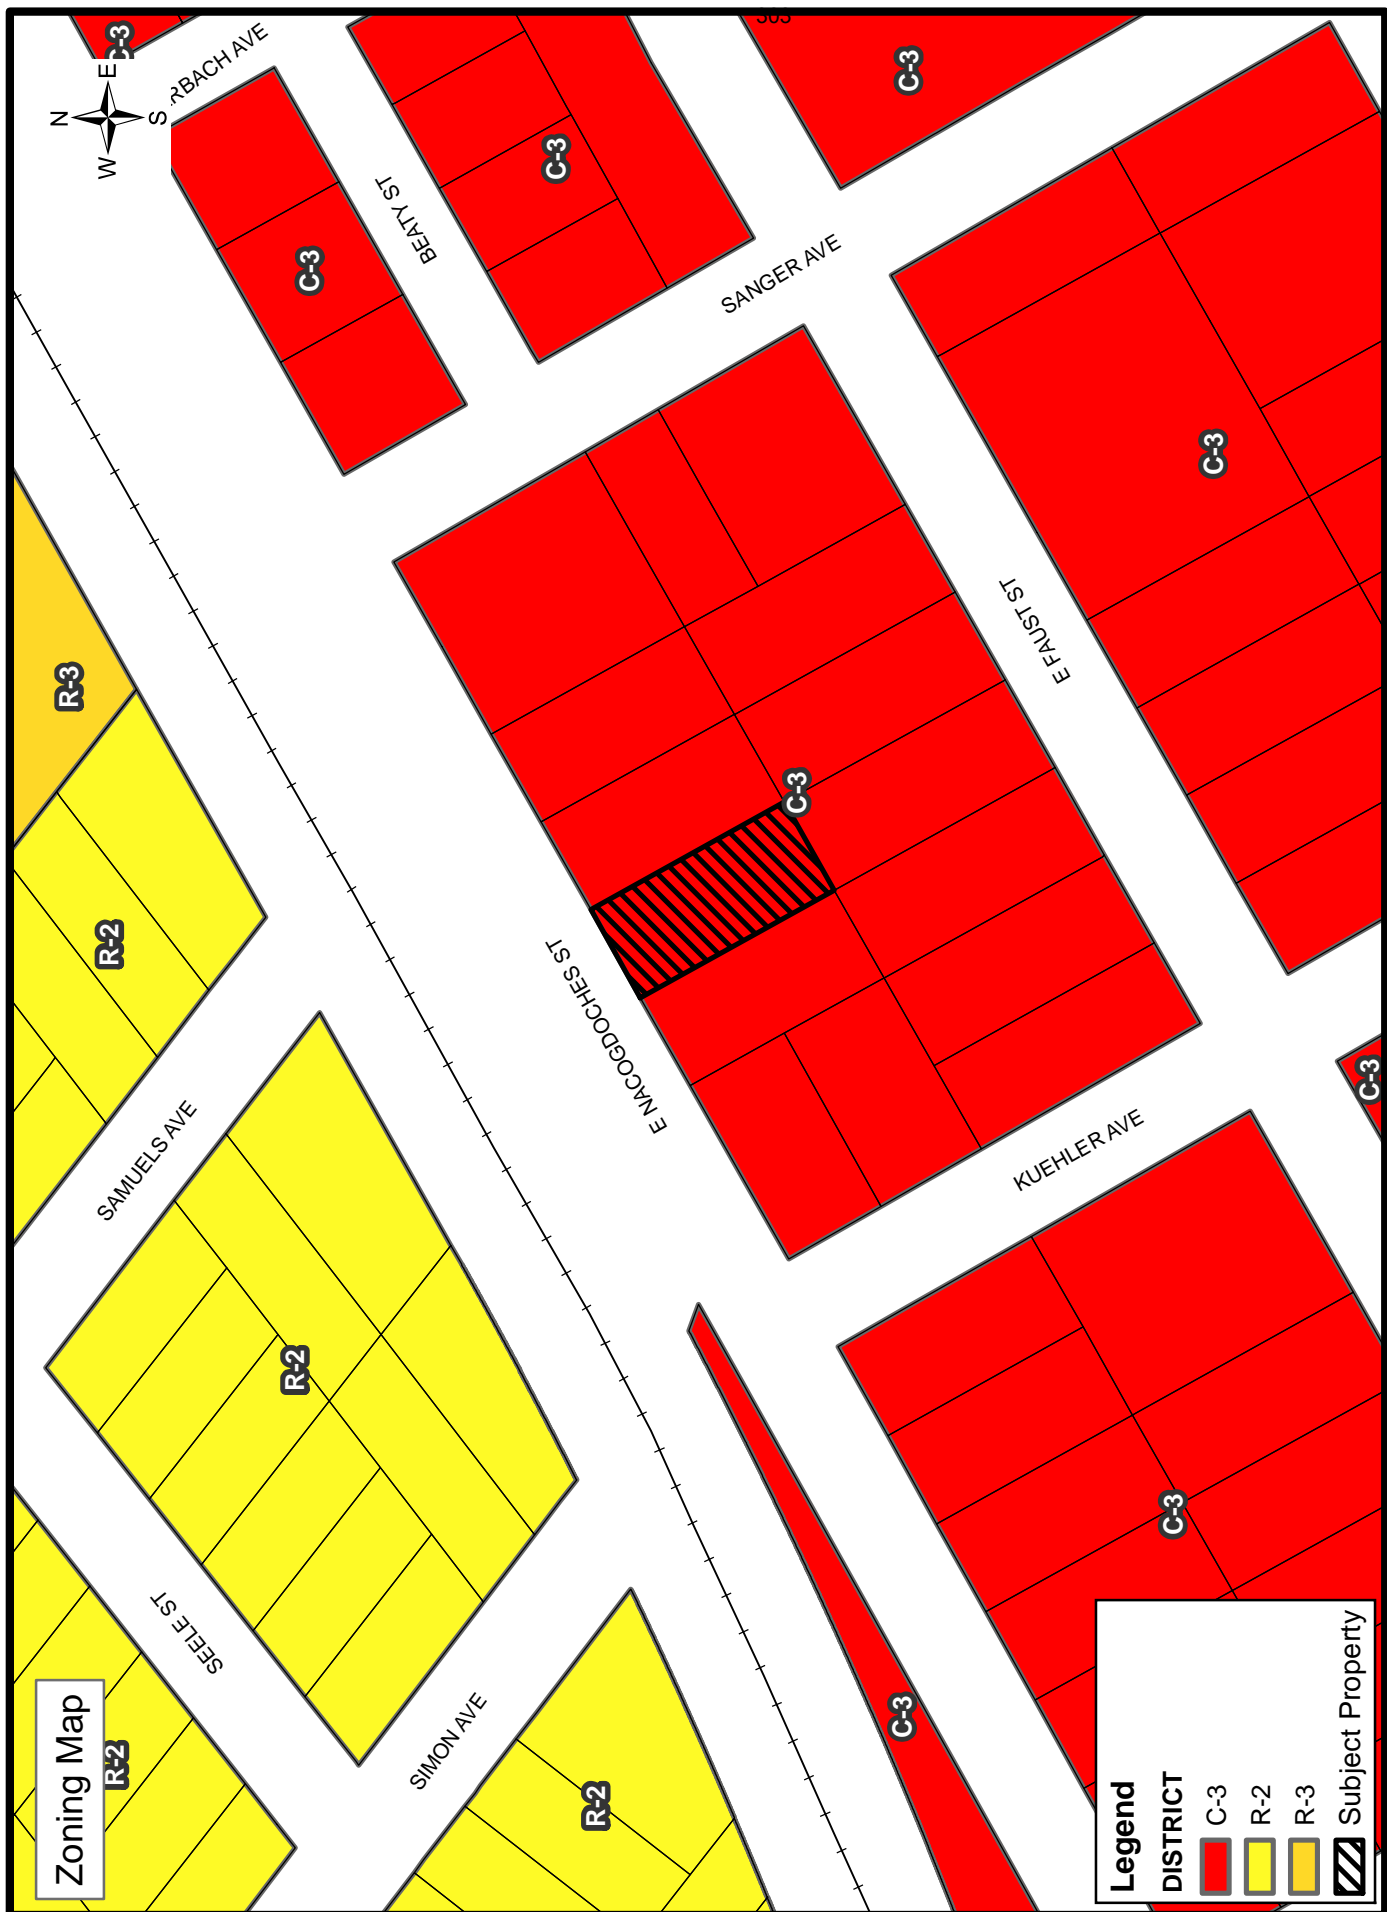 Zoning Map
R-2
SEELE ST
SIMON AVE
R-2
R-2
SAMUELS AVE
R-2
R-3
N
W
E
S
C-3
RBACH AVE
C-3
BEATY ST
C-3
SANGER AVE
C-3
E NACOGDOCHES ST
C-3
E FAUST ST
C-3
KUEHLER AVE
C-3
C-3
C-3
Legend
DISTRICT
C-3
R-2
R-3
Subject Property